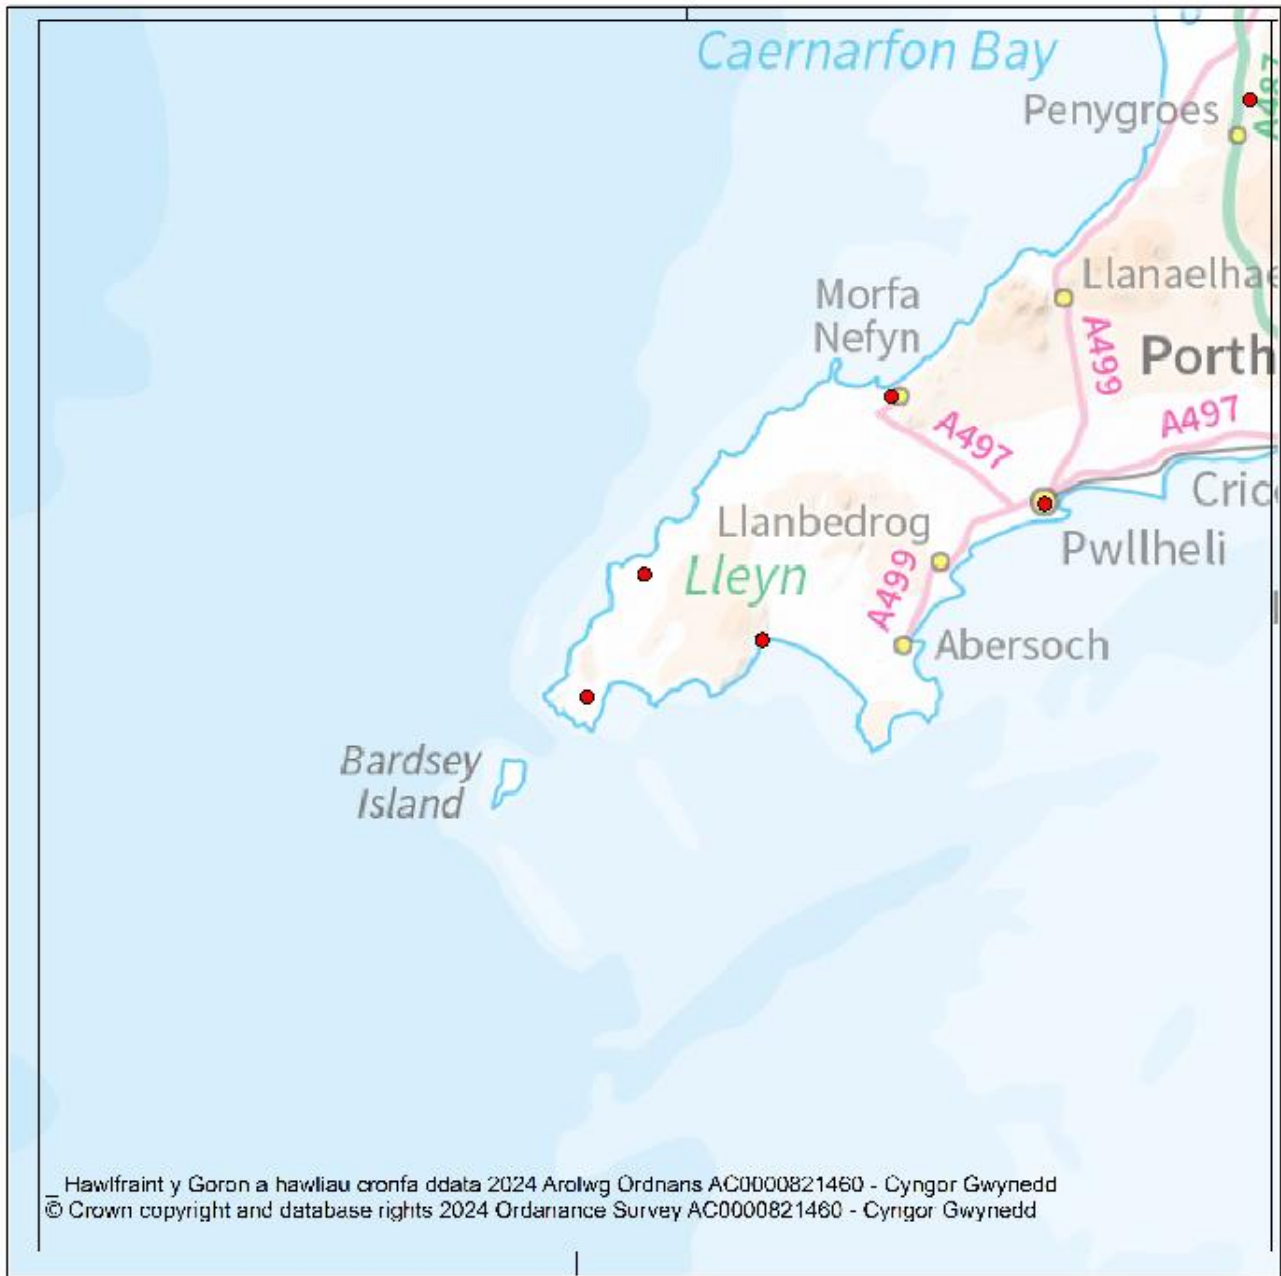 Caernarfon Bay
Penygroes
A487
Llanaelhae
Morfa
Nefyn
A499
Porth
A497
A497
Cric
Llanbedrog
Pwllheli
Lleyn
A499
Abersoch
Bardsey
Island
_ Hawlfraint y Goron a hawliau cronfa ddata 2024 Arolwg Ordnans AC0000821460 - Cyngor Gwynedd
© Crown copyright and database rights 2024 Ordanance Survey AC0000821460 - Cyngor Gwynedd